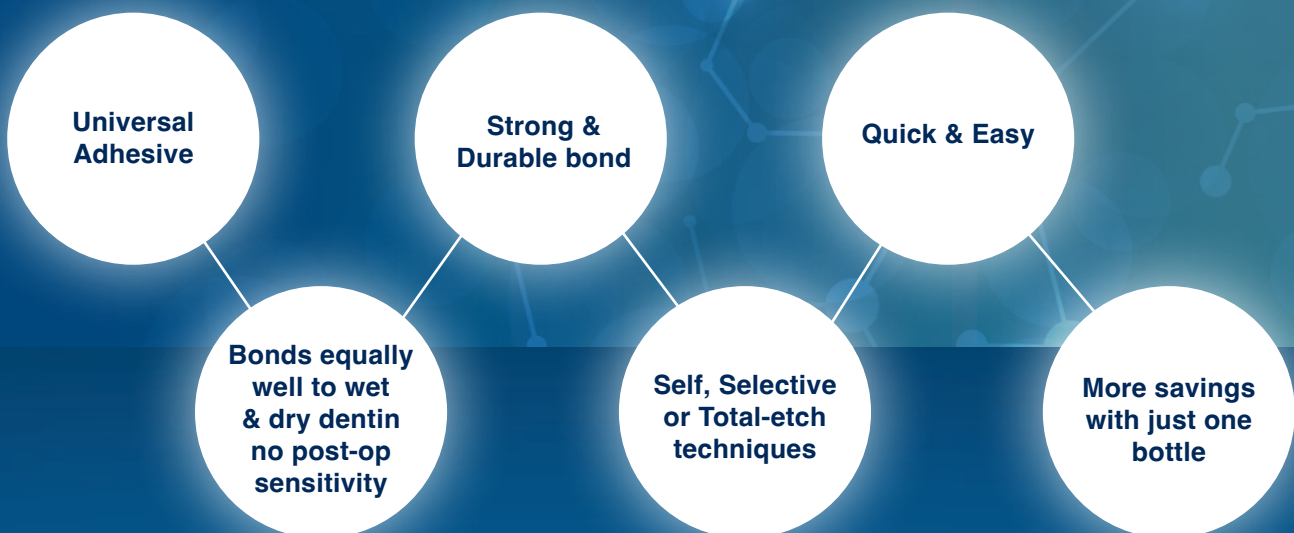 Universal
Adhesive
Bonds equally
well to wet
& dry dentin
no post-op
sensitivity
Strong &
Durable bond
Self, Selective
or Total-etch
techniques
Quick & Easy
More savings
with just one
bottle